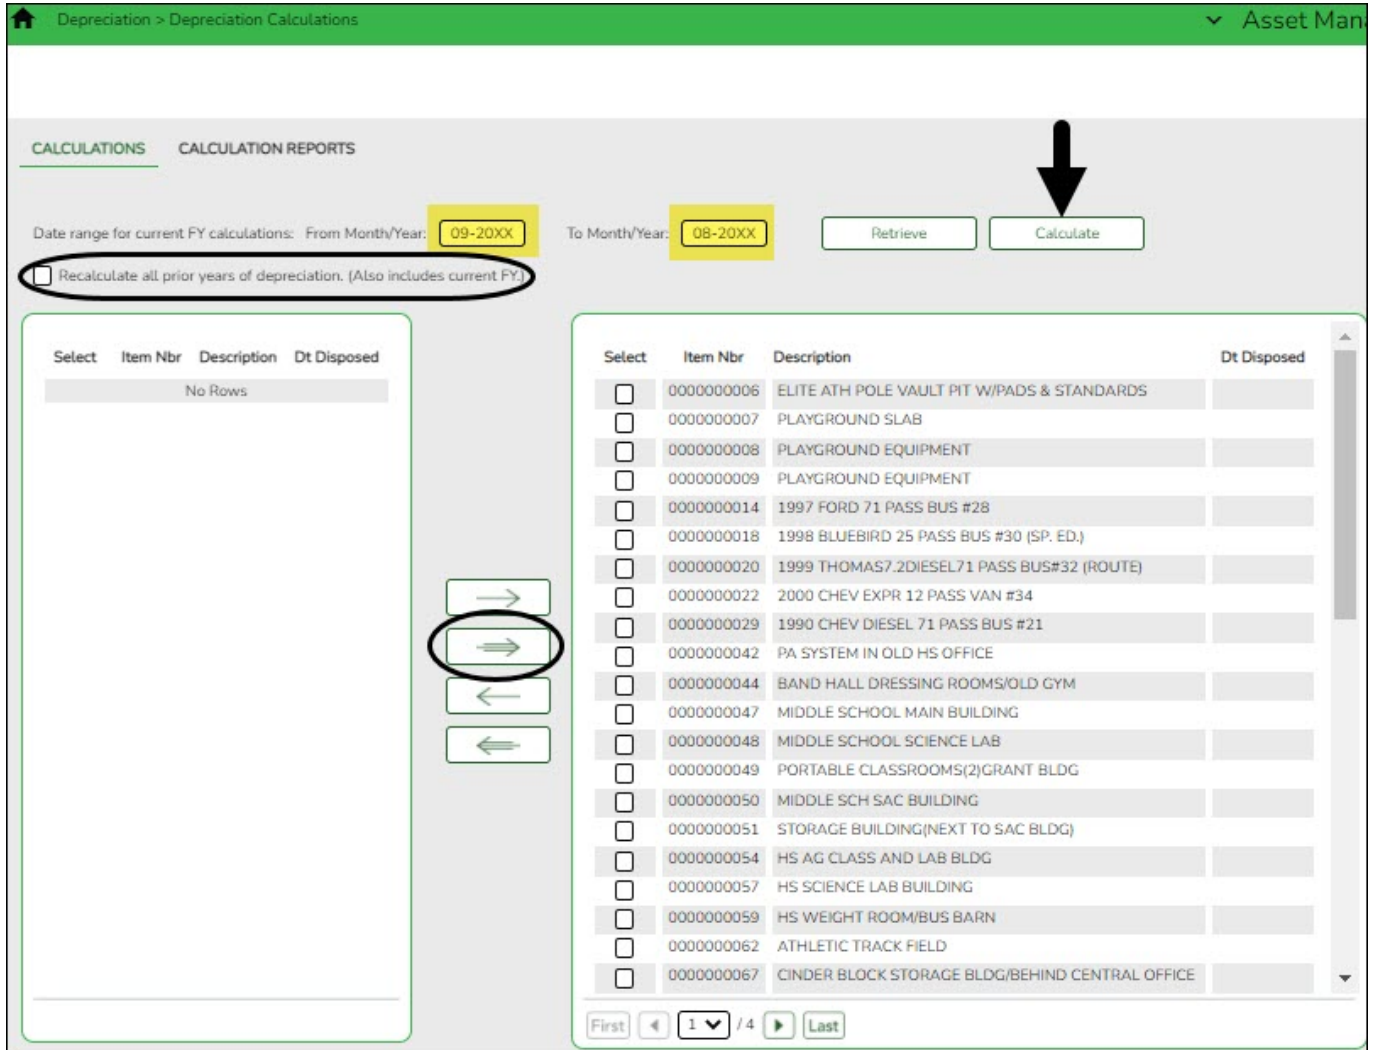 Depreciation > Depreciation Calculations
Asset Mana
CALCULATIONS CALCULATION REPORTS
Date range for current FY calculations: From Month/Year: 09-20XX To Month/Year: 08-20XX Retrieve Calculate
Recalculate all prior years of depreciation. (Also includes current FY.)
Select Item Nbr Description Dt Disposed
No Rows
Select Item Nbr Description Dt Disposed
0000000006 ELITE ATH POLE VAULT PIT W/PADS & STANDARDS
0000000007 PLAYGROUND SLAB
0000000008 PLAYGROUND EQUIPMENT
0000000009 PLAYGROUND EQUIPMENT
0000000014 1997 FORD 71 PASS BUS #28
0000000018 1998 BLUEBIRD 25 PASS BUS #30 (SP. ED.)
0000000020 1999 THOMAS7.2DIESEL71 PASS BUS#32 (ROUTE)
0000000022 2000 CHEV EXPR 12 PASS VAN #34
0000000029 1990 CHEV DIESEL 71 PASS BUS #21
0000000042 PA SYSTEM IN OLD HS OFFICE
0000000044 BAND HALL DRESSING ROOMS/OLD GYM
0000000047 MIDDLE SCHOOL MAIN BUILDING
0000000048 MIDDLE SCHOOL SCIENCE LAB
0000000049 PORTABLE CLASSROOMS(2)GRANT BLDG
0000000050 MIDDLE SCH SAC BUILDING
0000000051 STORAGE BUILDING(NEXT TO SAC BLDG)
0000000054 HS AG CLASS AND LAB BLDG
0000000057 HS SCIENCE LAB BUILDING
0000000059 HS WEIGHT ROOM/BUS BARN
0000000062 ATHLETIC TRACK FIELD
0000000067 CINDER BLOCK STORAGE BLDG/BEHIND CENTRAL OFFICE
First 1 / 4 Last